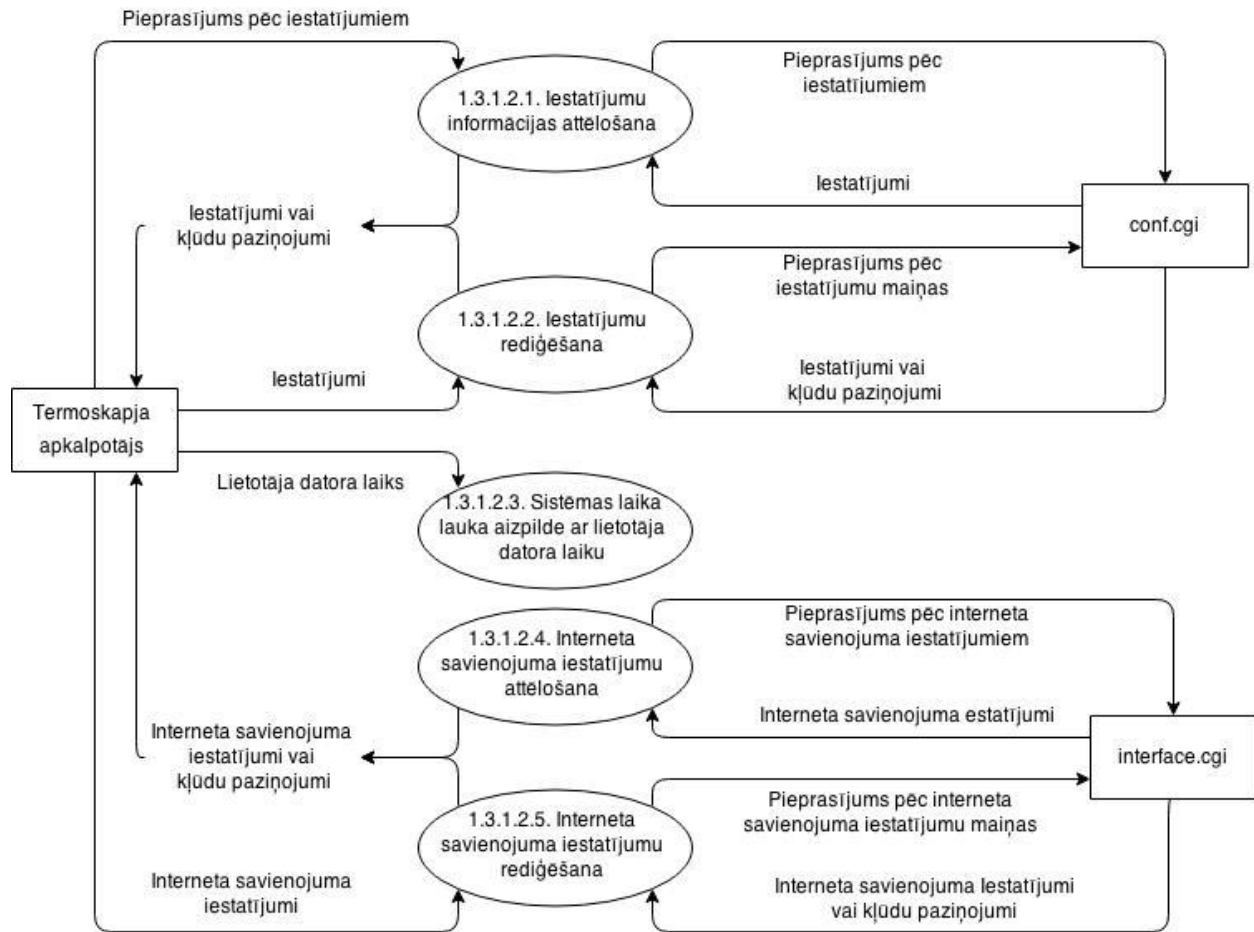 Pieprasījums pēc iestatījumiem
1.3.1.2.1. Iestatījumu
informācijas attēlošana
Pieprasījums pēc
iestatījumiem
Iestatījumi
conf.cgi
Iestatījumi vai
kļūdu paziņojumi
Pieprasījums pēc
iestatījumu maiņas
1.3.1.2.2. Iestatījumu
rediģēšana
Iestatījumi vai
kļūdu paziņojumi
Iestatījumi
Termoskapja
apkalpotājs
Lietotāja datora laiks
1.3.1.2.3. Sistēmas laika
lauka aizpilde ar lietotāja
datora laiku
1.3.1.2.4. Interneta
savienojuma iestatījumu
attēlošana
Pieprasījums pēc interneta
savienojuma iestatījumiem
Interneta savienojuma estatījumi
interface.cgi
Interneta savienojuma
iestatījumi vai
kļūdu paziņojumi
1.3.1.2.5. Interneta
savienojuma iestatījumu
rediģēšana
Pieprasījums pēc interneta
savienojuma iestatījumu maiņas
Interneta savienojuma
iestatījumi
Interneta savienojuma Iestatījumi
vai kļūdu paziņojumi